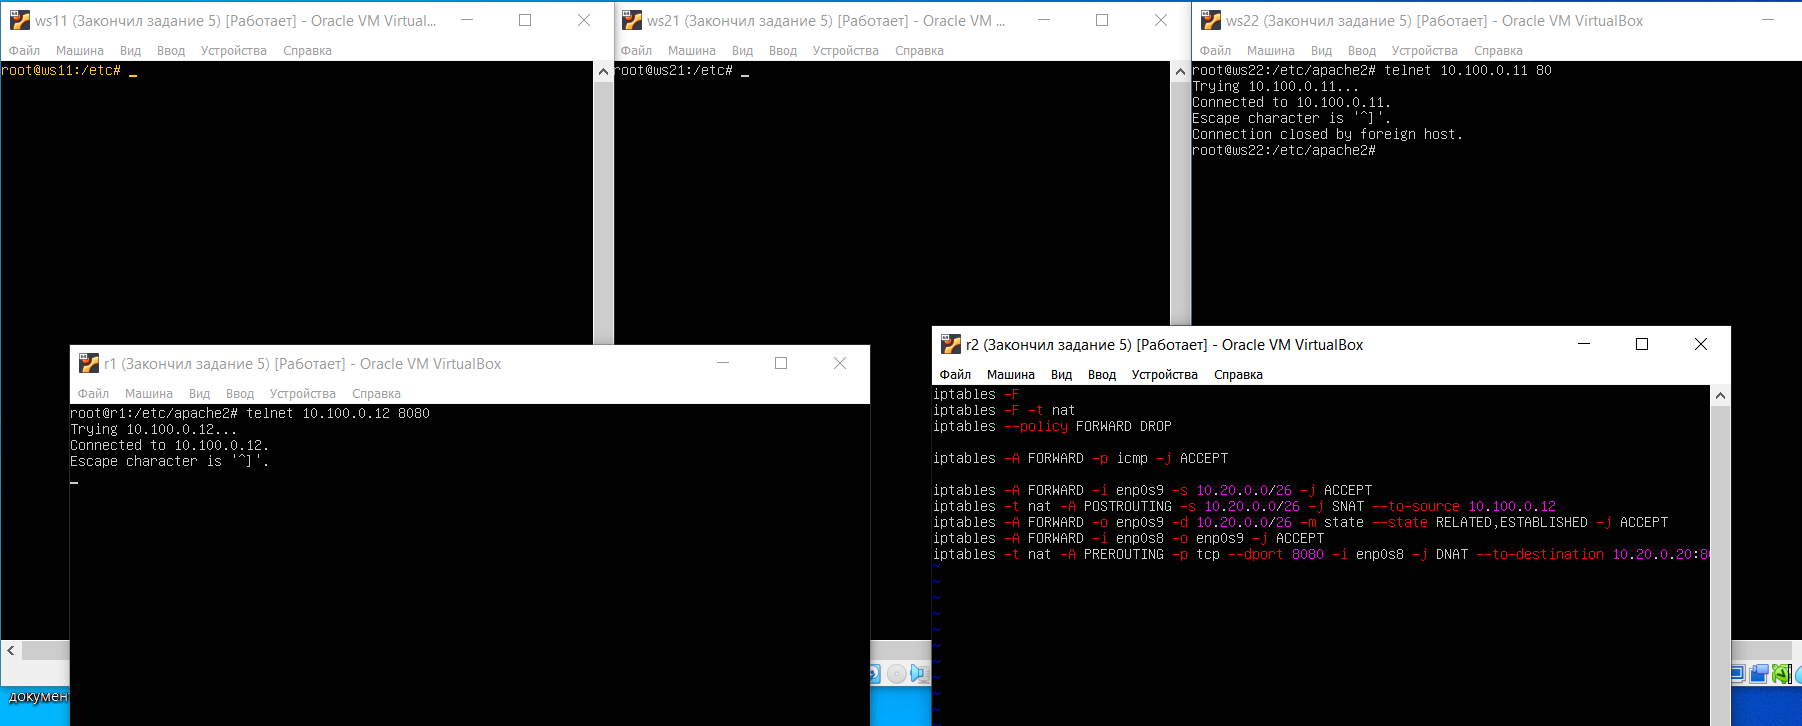 ws11 (Закончил задание 5) [Работает] - Oracle VM Virtual...
Файл Машина Вид Ввод Устройства Справка
root@ws11:/etc# _
ws21 (Закончил задание 5) [Работает] - Oracle VM ...
Файл Машина Вид Ввод Устройства Справка
root@ws21:/etc# _
ws22 (Закончил задание 5) [Работает] - Oracle VM VirtualBox
Файл Машина Вид Ввод Устройства Справка
root@ws22:/etc/apache2# telnet 10.100.0.11 80
Trying 10.100.0.11...
Connected to 10.100.0.11.
Escape character is '^]'.
Connection closed by foreign host.
root@ws22:/etc/apache2#
r1 (Закончил задание 5) [Работает] - Oracle VM VirtualBox
Файл Машина Вид Ввод Устройства Справка
root@r1:/etc/apache2# telnet 10.100.0.12 8080
Trying 10.100.0.12...
Connected to 10.100.0.12.
Escape character is '^]'.
_
r2 (Закончил задание 5) [Работает] - Oracle VM VirtualBox
Файл Машина Вид Ввод Устройства Справка
iptables -F
iptables -F -t nat
iptables --policy FORWARD DROP
iptables -A FORWARD -p icmp -j ACCEPT
iptables -A FORWARD -i enp0s9 -s 10.20.0.0/26 -j ACCEPT
iptables -t nat -A POSTROUTING -s 10.20.0.0/26 -j SNAT --to-source 10.100.0.12
iptables -A FORWARD -o enp0s9 -d 10.20.0.0/26 -m state --state RELATED,ESTABLISHED -j ACCEPT
iptables -A FORWARD -i enp0s8 -o enp0s9 -j ACCEPT
iptables -t nat -A PREROUTING -p tcp --dport 8080 -i enp0s8 -j DNAT --to-destination 10.20.0.20:80
~
~
~
~
~
~
~
~
~
~
докумен